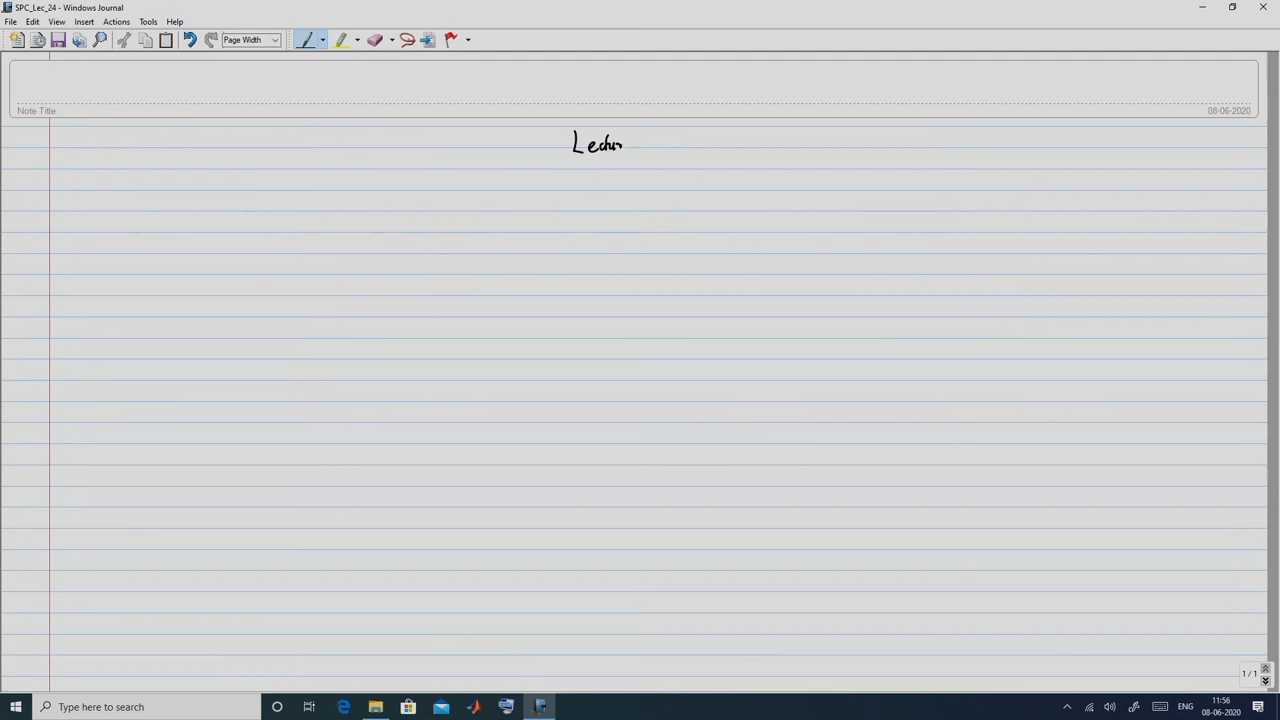 SPC_Lec_24 - Windows Journal
File Edit View Insert Actions Tools Help
Page Width
Note Title
08-06-2020
Lectur
1 / 1
Type here to search
ENG
11:56
08-06-2020